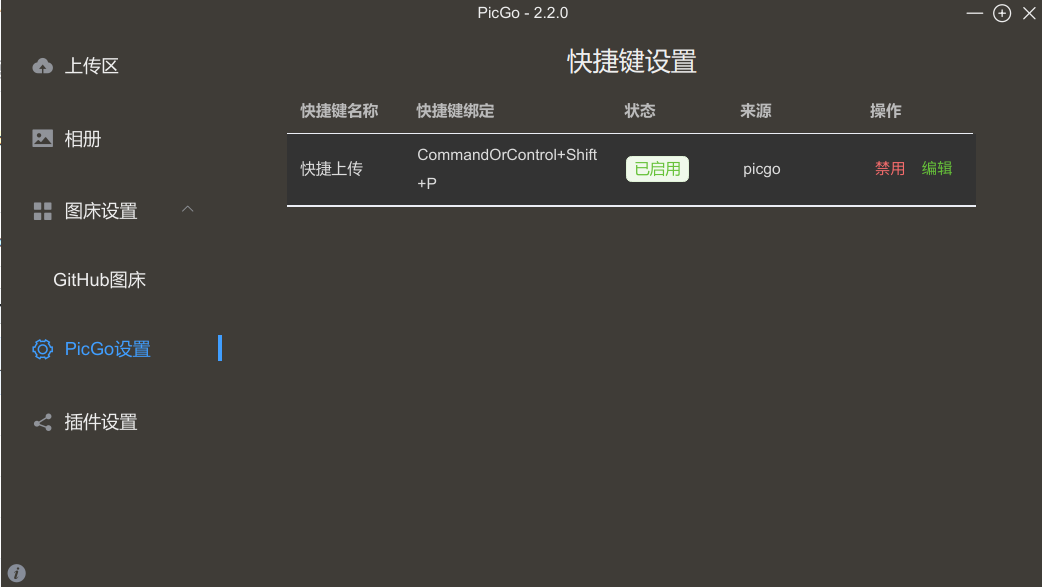 PicGo - 2.2.0
上传区
相册
图床设置
GitHub图床
PicGo设置
插件设置
快捷键设置
快捷键名称 快捷键绑定 状态 来源 操作
快捷上传 CommandOrControl+Shift 已启用 picgo 禁用 编辑
+P